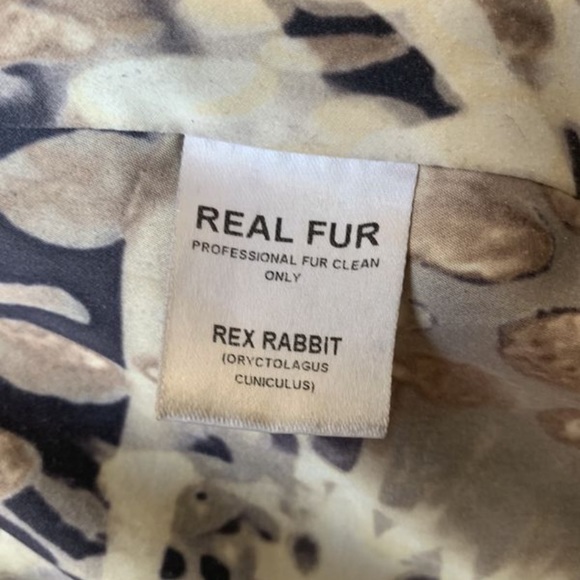 REAL FUR
PROFESSIONAL FUR CLEAN
ONLY
REX RABBIT
(ORYCTOLAGUS
CUNICULUS)